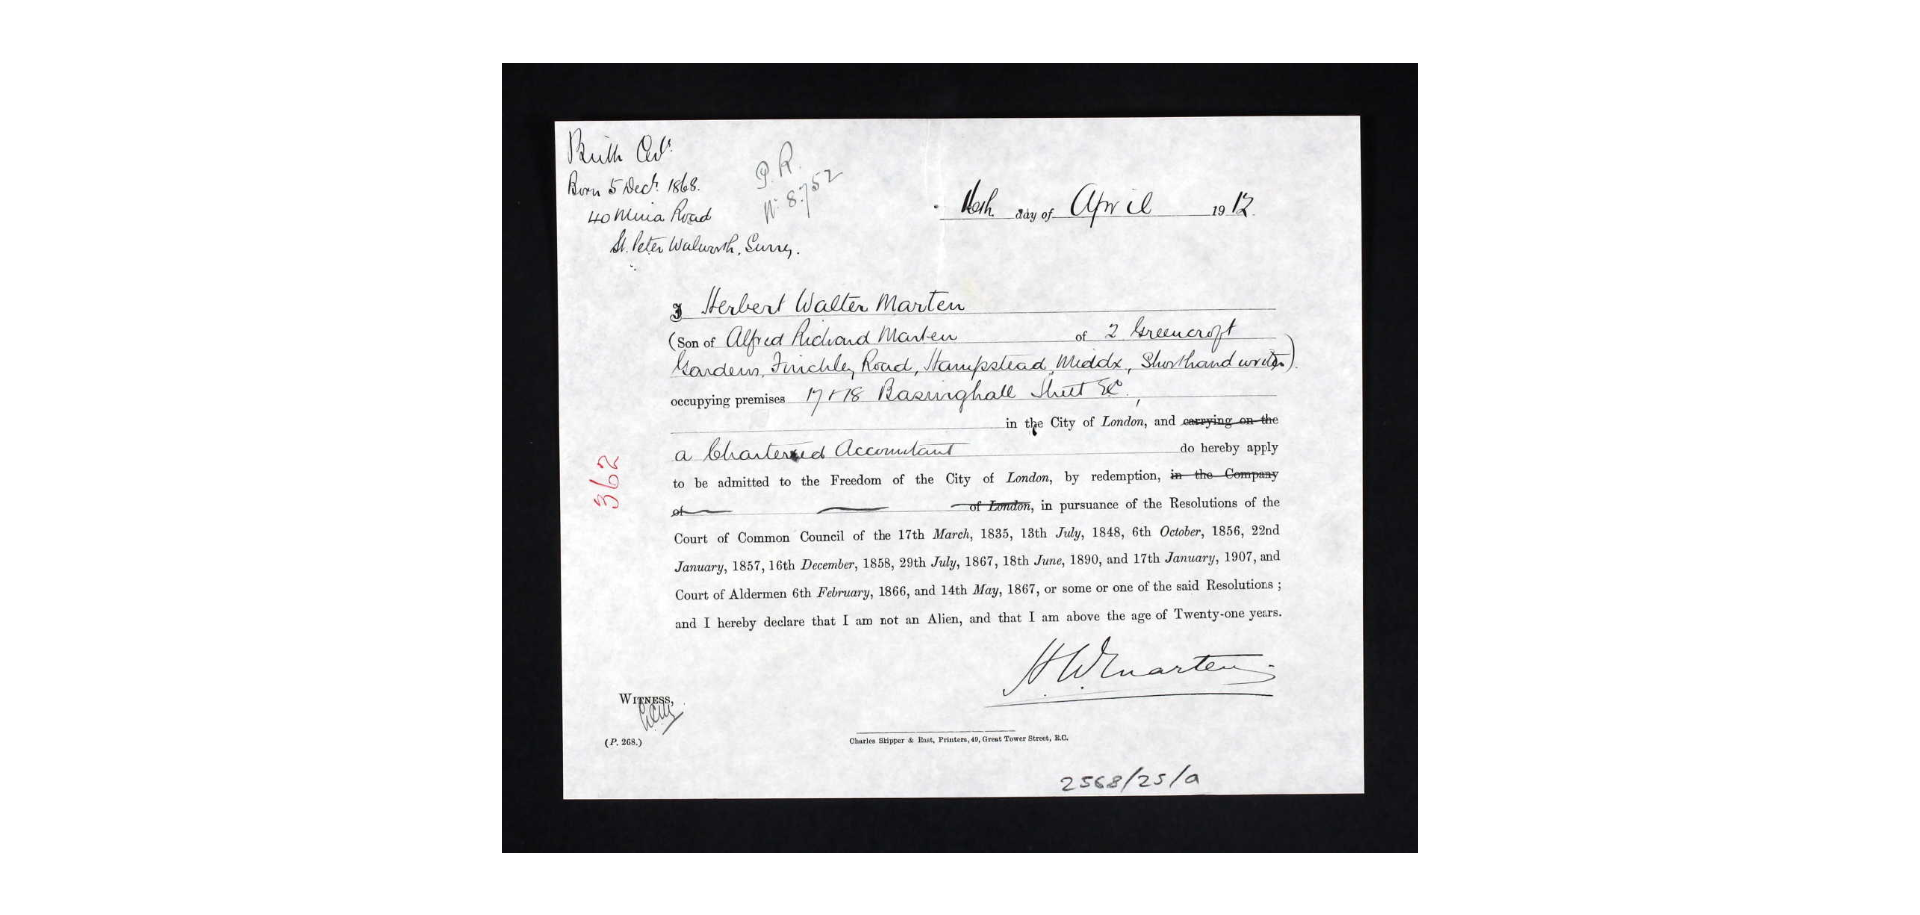 Birth Cert.
Born 5 Decr. 1868.
40 Minia Road
St. Peter Walworth, Surrey.
P.R.
No. 8752
day of April 1912
I Herbert Walter Marten
(Son of Alfred Richard Marten of 2 Greencroft
Gardens, Finchley Road, Hampstead, Middx, Shorthand writer).
occupying premises 17 & 18 Basinghall Street EC,
in the City of London, and carrying on the
a Chartered Accountant do hereby apply
to be admitted to the Freedom of the City of London, by redemption, in the Company
of of London, in pursuance of the Resolutions of the
Court of Common Council of the 17th March, 1835, 13th July, 1848, 6th October, 1856, 22nd
January, 1857, 16th December, 1858, 29th July, 1867, 18th June, 1890, and 17th January, 1907, and
Court of Aldermen 6th February, 1866, and 14th May, 1867, or some or one of the said Resolutions ;
and I hereby declare that I am not an Alien, and that I am above the age of Twenty-one years.
362
H. W. Marten
WITNESS,
(P. 268.)
Charles Skipper & East, Printers, 49, Great Tower Street, E.C.
2568/25/a